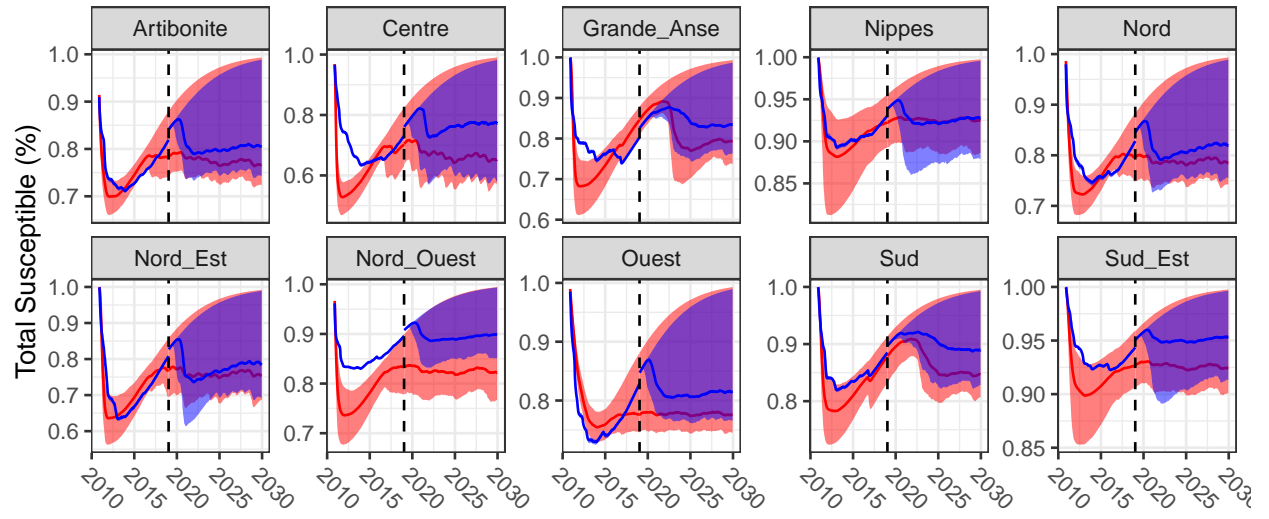 Artibonite Centre Grande_Anse Nippes Nord
1.0 0.9 0.8 0.7
1.0 0.8 0.6
1.0 0.9 0.8 0.7 0.6
1.00 0.95 0.90 0.85
1.0 0.9 0.8 0.7
Total Susceptible (%)
Nord_Est Nord_Ouest Ouest Sud Sud_Est
1.0 0.9 0.8 0.7 0.6
1.0 0.9 0.8 0.7
1.0 0.9 0.8
1.0 0.9 0.8
1.00 0.95 0.90 0.85
2010 2015 2020 2025 2030
2010 2015 2020 2025 2030
2010 2015 2020 2025 2030
2010 2015 2020 2025 2030
2010 2015 2020 2025 2030